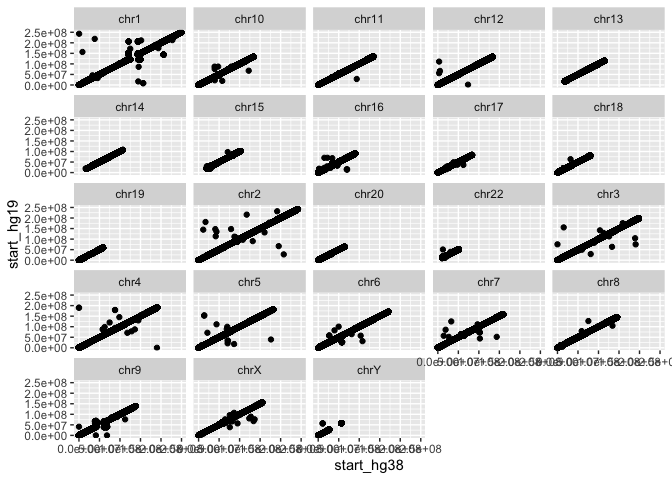 chr1 chr10 chr11 chr12 chr13
2.5e+08
2.0e+08
1.5e+08
1.0e+08
5.0e+07
0.0e+00
chr14 chr15 chr16 chr17 chr18
2.5e+08
2.0e+08
1.5e+08
1.0e+08
5.0e+07
0.0e+00
chr19 chr2 chr20 chr22 chr3
2.5e+08
2.0e+08
1.5e+08
1.0e+08
5.0e+07
0.0e+00
chr4 chr5 chr6 chr7 chr8
2.5e+08
2.0e+08
1.5e+08
1.0e+08
5.0e+07
0.0e+00
chr9 chrX chrY
2.5e+08
2.0e+08
1.5e+08
1.0e+08
5.0e+07
0.0e+00
start_hg19
start_hg38